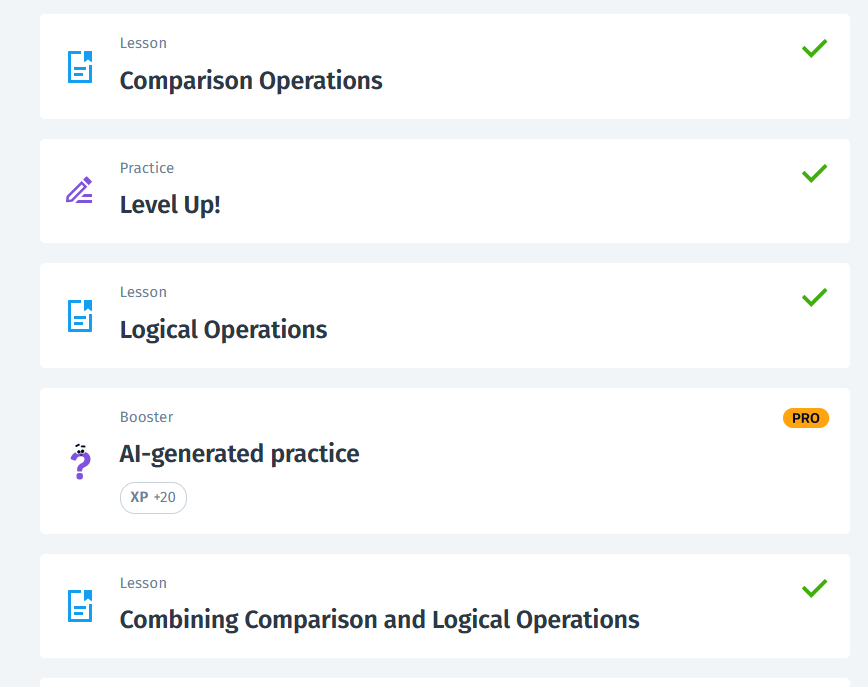 Lesson
Comparison Operations
Practice
Level Up!
Lesson
Logical Operations
Booster
PRO
AI-generated practice
XP +20
Lesson
Combining Comparison and Logical Operations